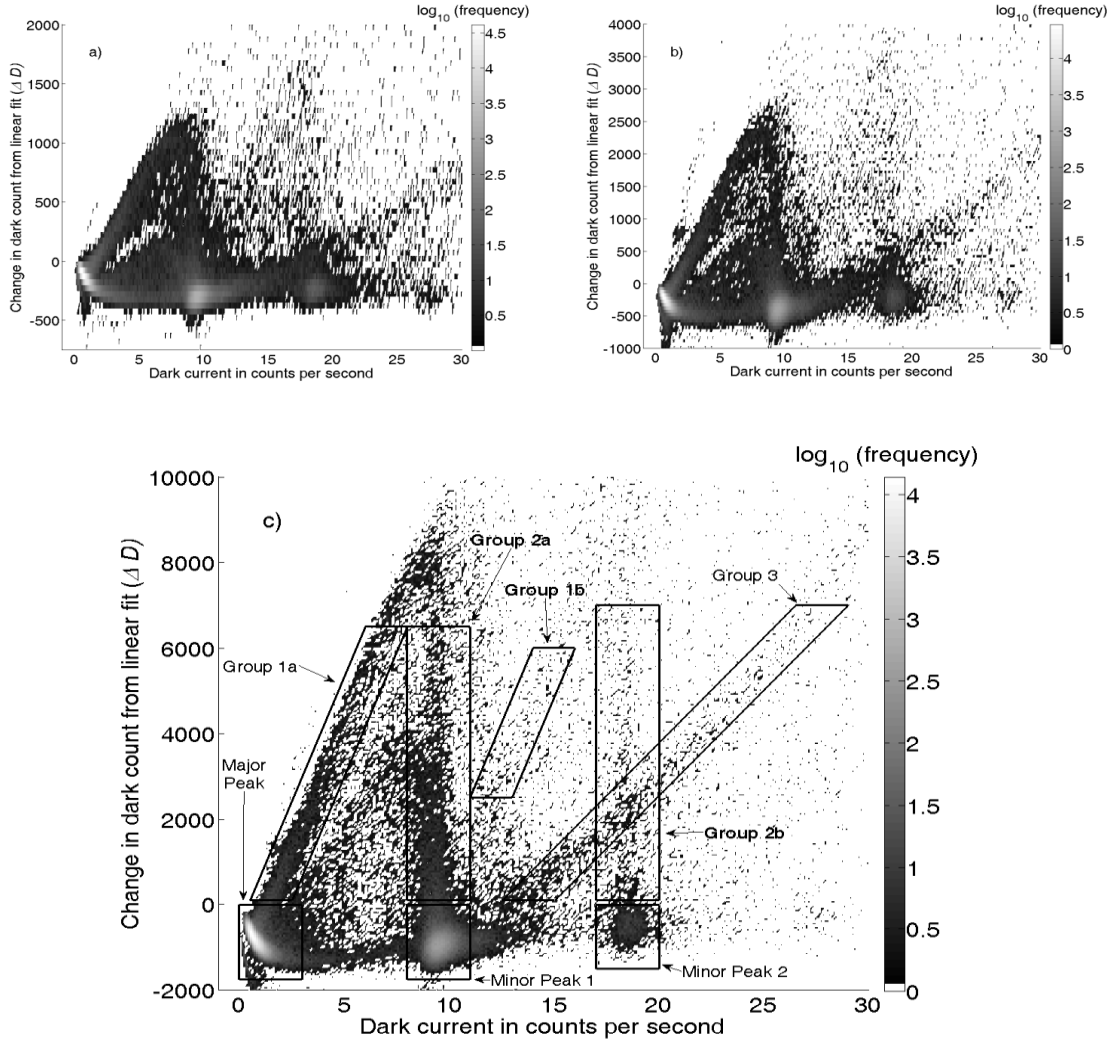 log10 (frequency)
a)
2000
1500
1000
500
0
-500
Change in dark count from linear fit (Δ D)
0 5 10 15 20 25 30
Dark current in counts per second
4.5
4
3.5
3
2.5
2
1.5
1
0.5
log10 (frequency)
b)
4000
3500
3000
2500
2000
1500
1000
500
0
-500
-1000
Change in dark count from linear fit (Δ D)
0 5 10 15 20 25 30
Dark current in counts per second
4
3.5
3
2.5
2
1.5
1
0.5
0
log10 (frequency)
c)
10000
8000
6000
4000
2000
0
-2000
Change in dark count from linear fit (Δ D)
Group 2a
Group 1b
Group 3
Group 1a
Major
Peak
Group 2b
Minor Peak 2
Minor Peak 1
0 5 10 15 20 25 30
Dark current in counts per second
4
3.5
3
2.5
2
1.5
1
0.5
0